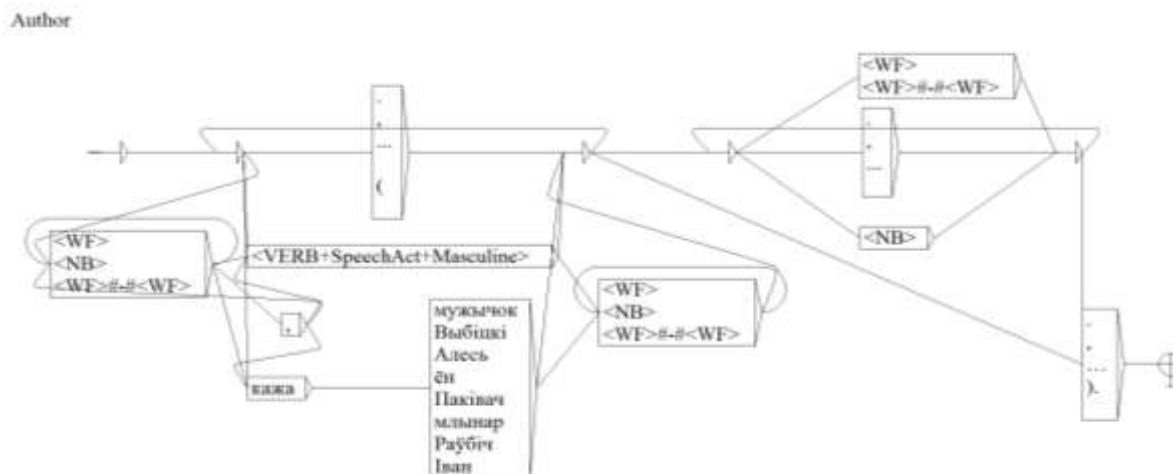 Author
<WF>
<WF>#-#<WF>
(
<NB>
<WF>
<NB>
<WF>#-#<WF>
<VERB+SpeechAct+Masculine>
<WF>
<NB>
<WF>#-#<WF>
кажа
мужычок
Выбіцкі
Алесь
ён
Паківач
млынар
Раўбіч
Іван
).